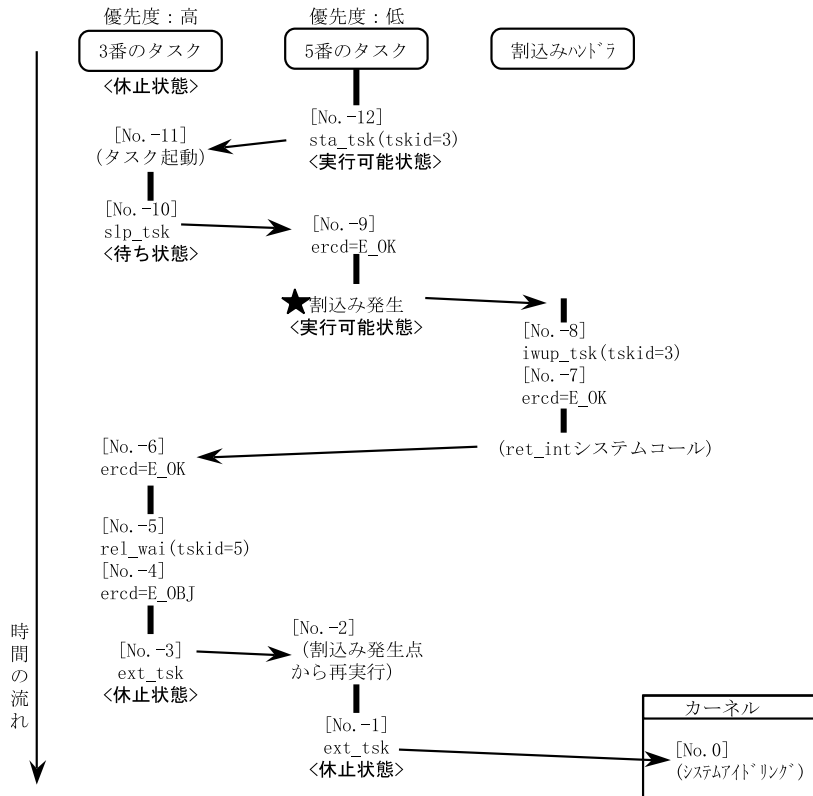 優先度：高
優先度：低
3番のタスク
5番のタスク
割込みﾊﾝﾄﾞﾗ
<休止状態>
[No.-12]
sta_tsk(tskid=3)
<実行可能状態>
[No.-11]
(タスク起動)
[No.-10]
slp_tsk
<待ち状態>
[No.-9]
ercd=E_OK
★割込み発生
<実行可能状態>
[No.-8]
iwup_tsk(tskid=3)
[No.-7]
ercd=E_OK
(ret_intシステムコール)
[No.-6]
ercd=E_OK
[No.-5]
rel_wai(tskid=5)
[No.-4]
ercd=E_OBJ
[No.-3]
ext_tsk
<休止状態>
[No.-2]
(割込み発生点
から再実行)
[No.-1]
ext_tsk
<休止状態>
カーネル
[No.0]
(ｼｽﾃﾑｱｲﾄﾞﾘﾝｸﾞ)
時間の流れ